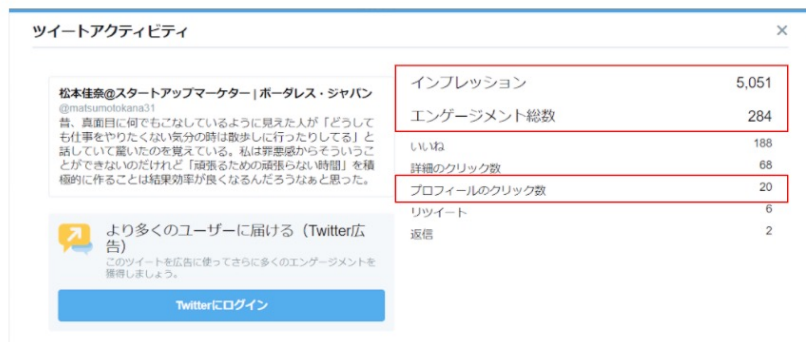 ツイートアクティビティ
×
松本佳奈@スタートアップマーケター | ボーダレス・ジャパン
@matsumotokana31
昔、真面目に何でもこなしているように見えた人が「どうして
も仕事をやりたくない気分の時は散歩しに行ったりしてる」と
話していて驚いたのを覚えている。私は罪悪感からそういうこ
とができないのだけれど「頑張るための頑張らない時間」を積
極的に作ることは結果効率が良くなるんだろうなぁと思った。
より多くのユーザーに届ける（Twitter広
告）
このツイートを広告に使ってさらに多くのエンゲージメントを
獲得しましょう。
Twitterにログイン
インプレッション 5,051
エンゲージメント総数 284
いいね 188
詳細のクリック数 68
プロフィールのクリック数 20
リツイート 6
返信 2